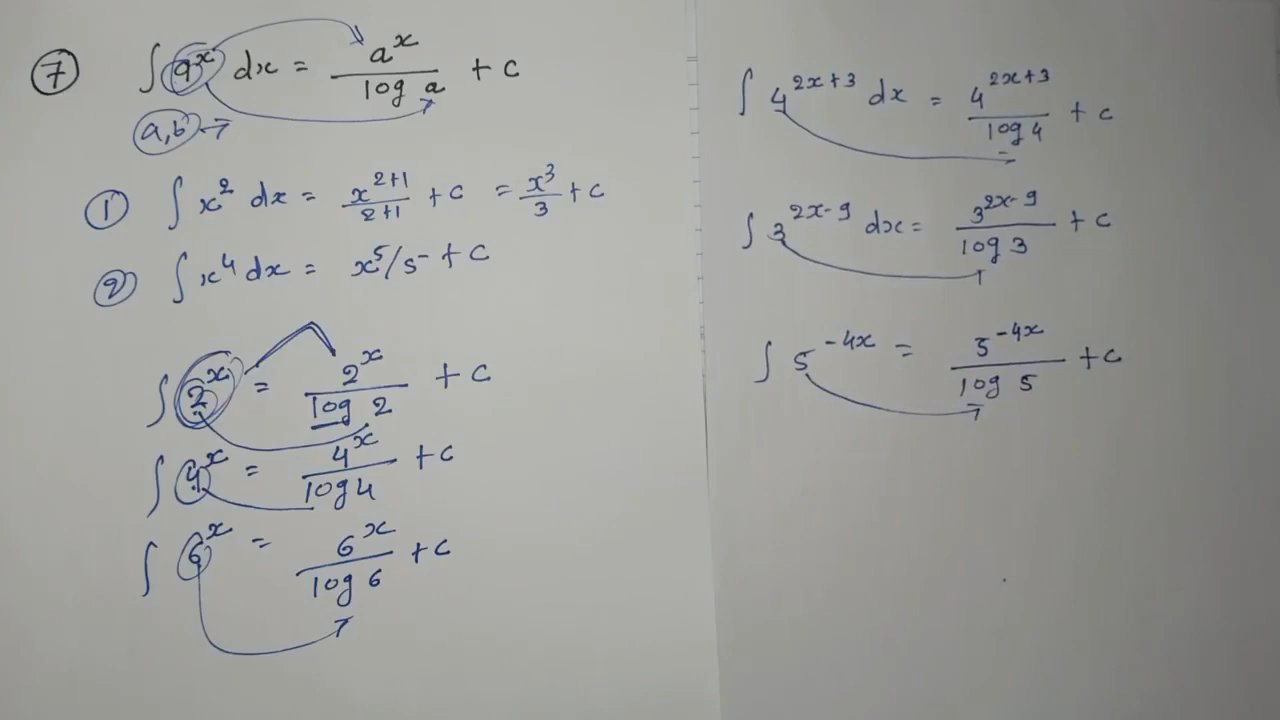 7 ∫ a^x dx = a^x / log a + c
a, b →
1 ∫ x^2 dx = x^(2+1) / 2+1 + c = x^3 / 3 + c
2 ∫ x^4 dx = x^5/5 + c
∫ 2^x = 2^x / log 2 + c
∫ 4^x = 4^x / log 4 + c
∫ 6^x = 6^x / log 6 + c
∫ 4^(2x+3) dx = 4^(2x+3) / log 4 + c
∫ 3^(2x-9) dx = 3^(2x-9) / log 3 + c
∫ 5^(-4x) = 5^(-4x) / log 5 + c